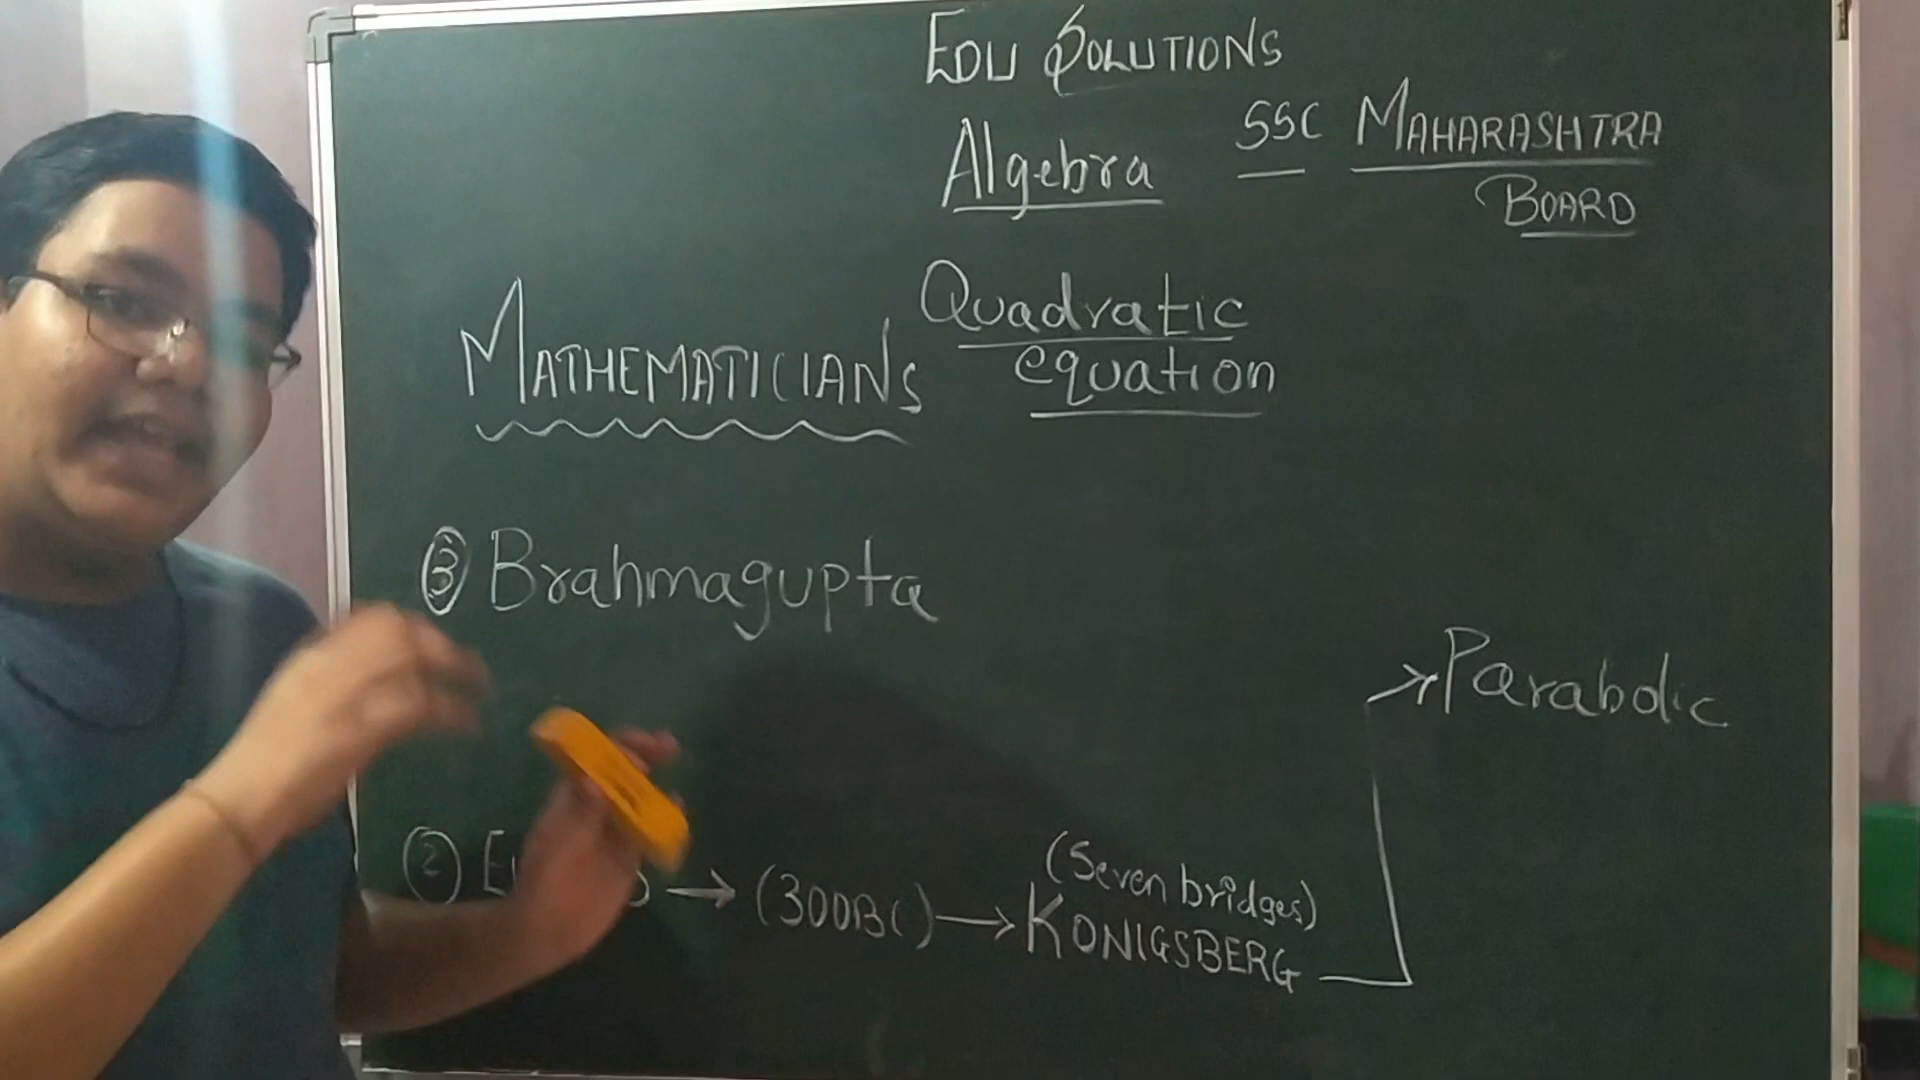 EDU SOLUTIONS
Algebra SSC MAHARASHTRA
BOARD
Quadratic
equation
MATHEMATICIANS
③ Brahmagupta
→ Parabolic
② → (300BC) → KONIGSBERG
(Seven bridges)